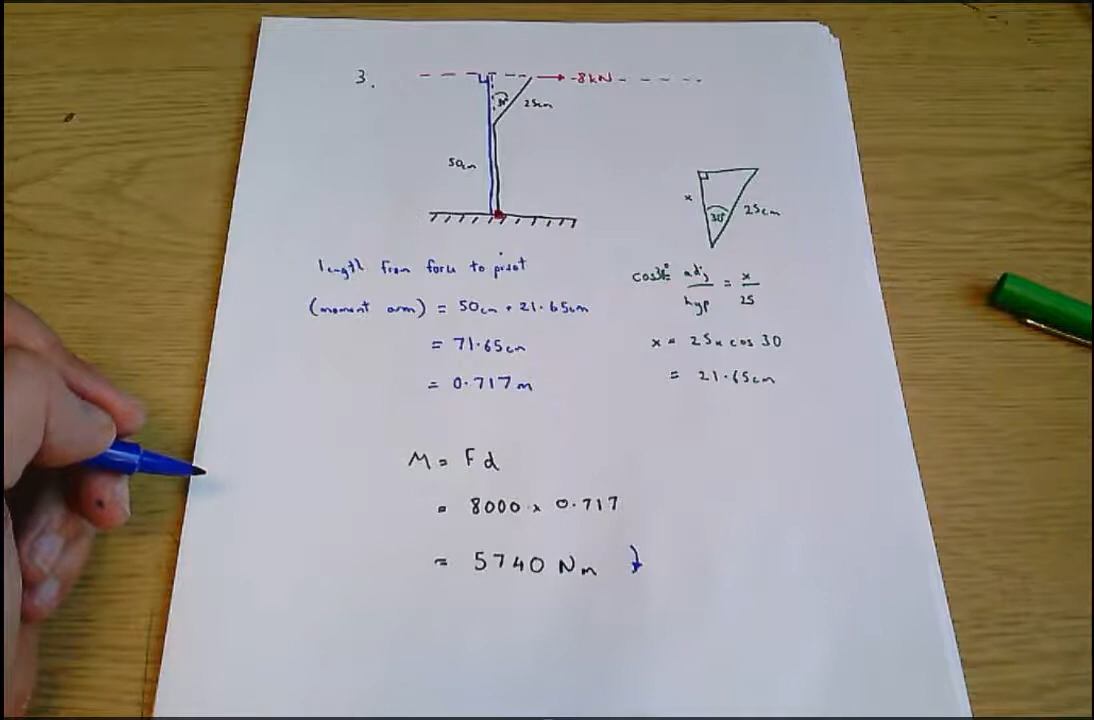 3.
8kN
30°
25cm
50cm
x
30°
25cm
length from force to pivot
(moment arm) = 50cm + 21.65cm
= 71.65cm
= 0.717m
cos30= adj/hyp = x/25
x = 25 x cos 30
= 21.65cm
M = Fd
= 8000 x 0.717
= 5740 Nm